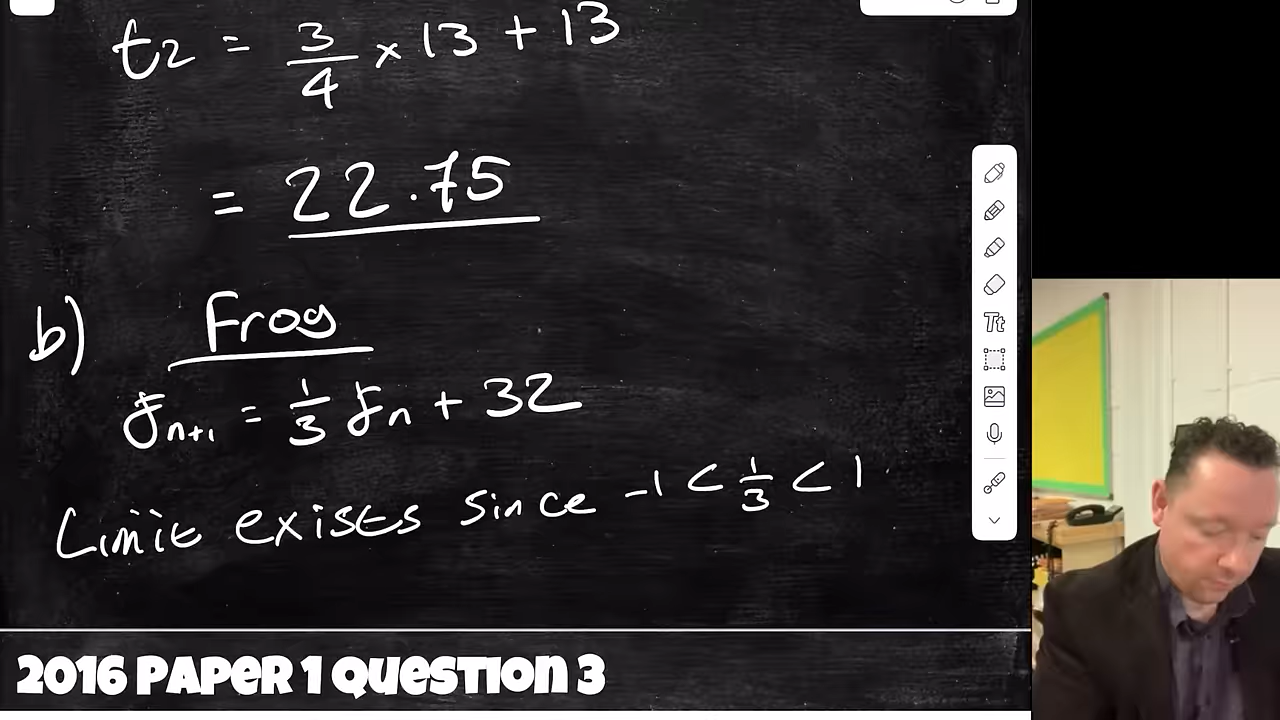 t₂ = 3/4 × 13 + 13
= 22.75
b) Frog
fₙ₊₁ = 1/3 fₙ + 32
Limit exists since -1 < 1/3 < 1
Tt
2016 PAPER 1 QUESTION 3